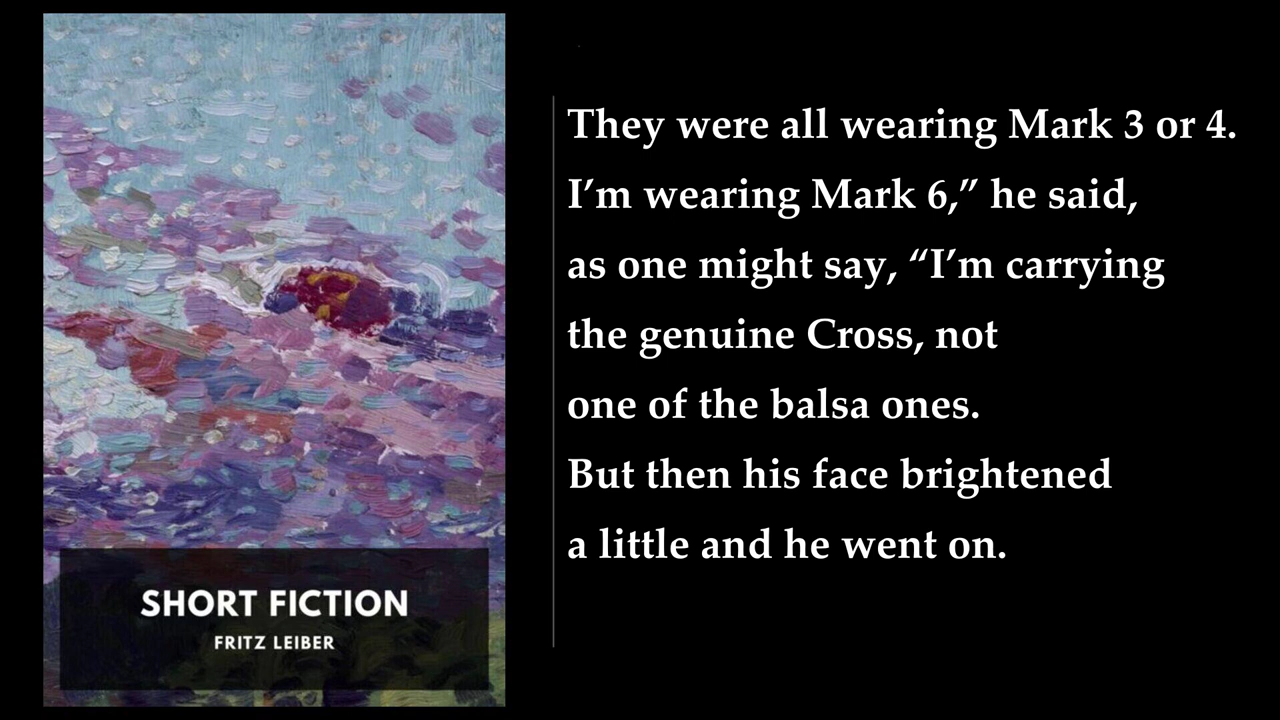 SHORT FICTION
FRITZ LEIBER
They were all wearing Mark 3 or 4.
I’m wearing Mark 6,” he said,
as one might say, “I’m carrying
the genuine Cross, not
one of the balsa ones.
But then his face brightened
a little and he went on.